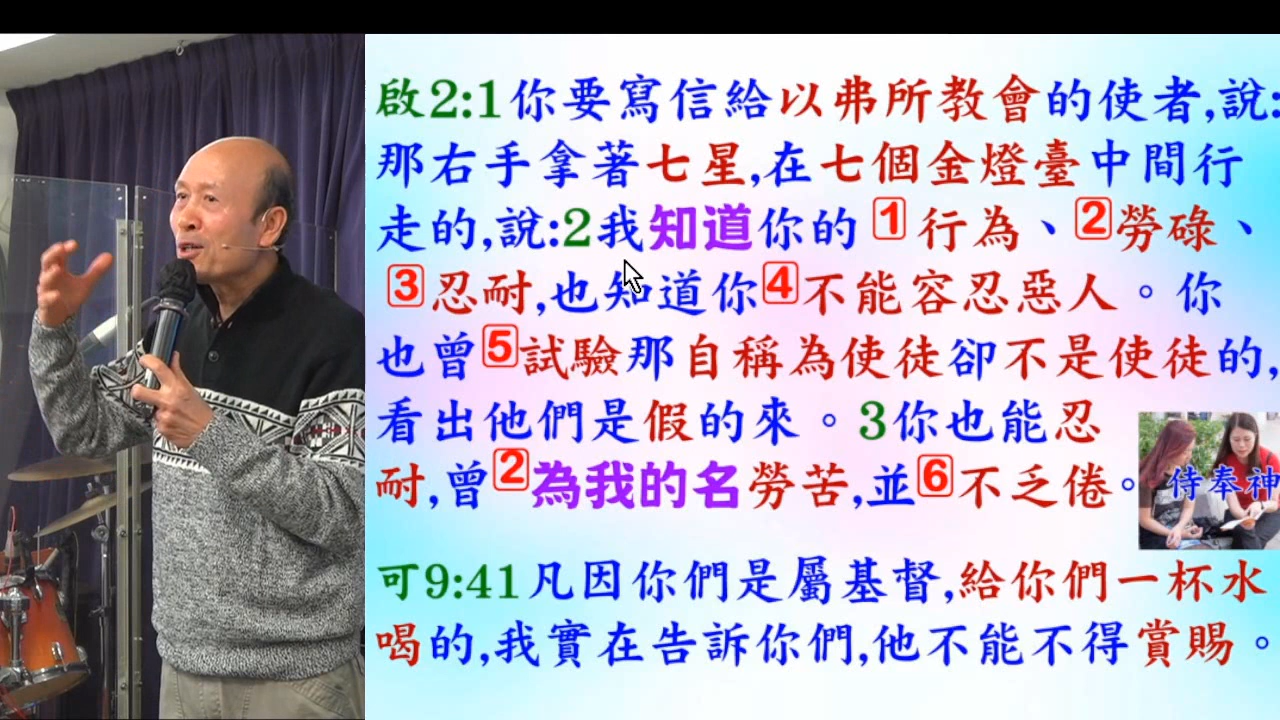 啟2:1你要寫信給以弗所教會的使者,說:
那右手拿著七星,在七個金燈臺中間行
走的,說:2我知道你的1行為、2勞碌、
3忍耐,也知道你4不能容忍惡人。你
也曾5試驗那自稱為使徒卻不是使徒的,
看出他們是假的來。3你也能忍
耐,曾2為我的名勞苦,並6不乏倦。
侍奉神
可9:41凡因你們是屬基督,給你們一杯水
喝的,我實在告訴你們,他不能不得賞賜。